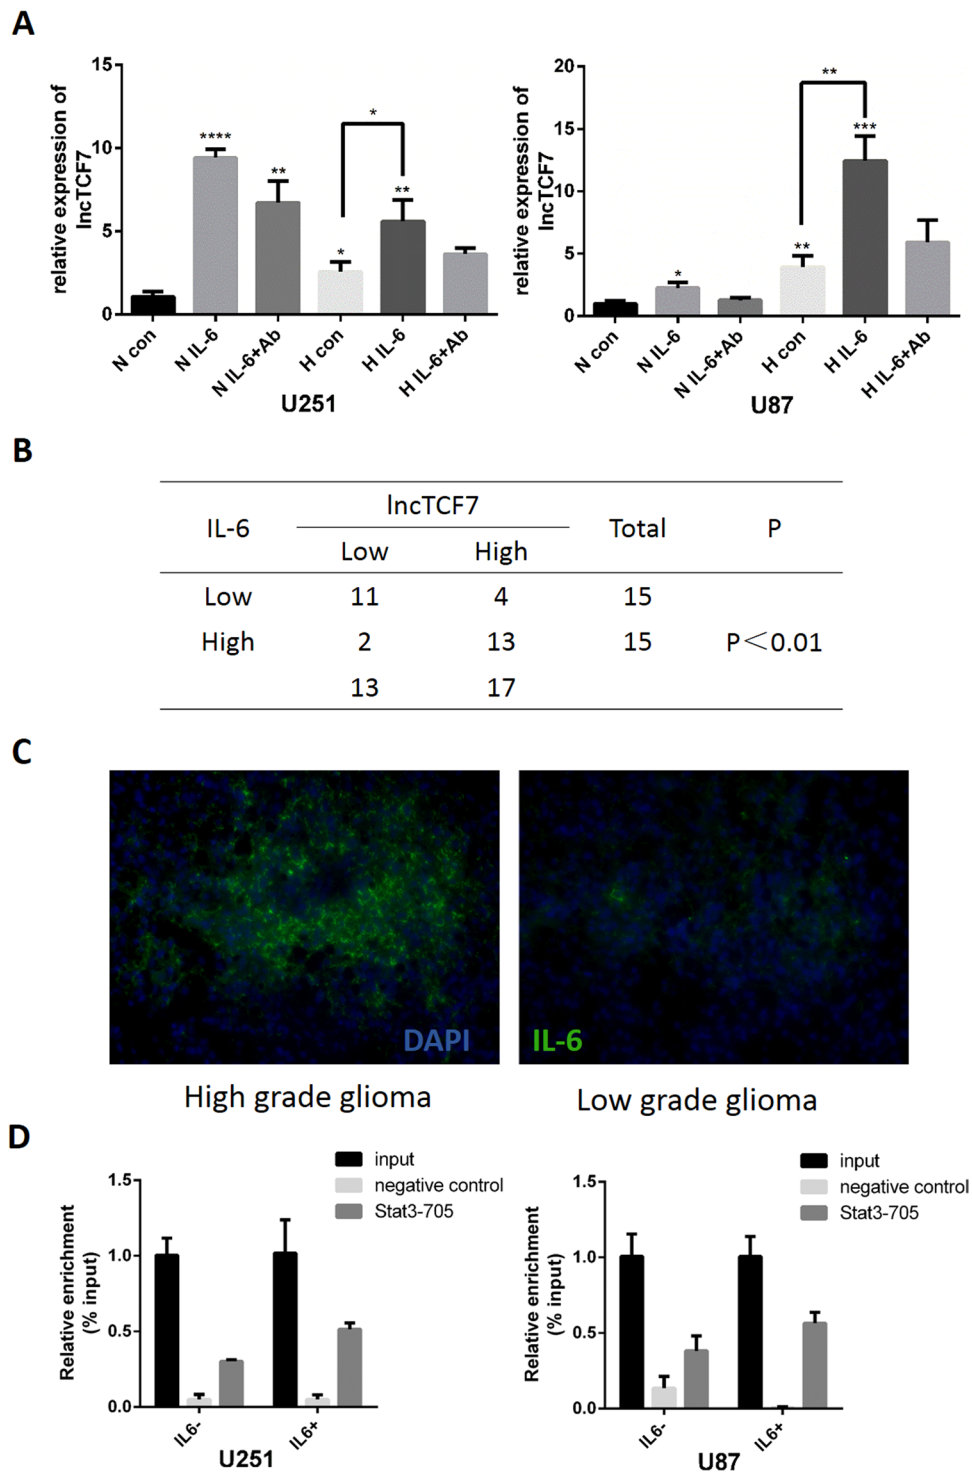 A
relative expression of
lncTCF7
15
10
5
0
****
**
*
**
*
N con
N IL-6
N IL-6+Ab
H con
H IL-6
H IL-6+Ab
U251
relative expression of
lncTCF7
20
15
10
5
0
*
**
***
**
N con
N IL-6
N IL-6+Ab
H con
H IL-6
H IL-6+Ab
U87
B
IL-6 lncTCF7 Total P
Low High
Low 11 4 15
High 2 13 15 P<0.01
13 17
C
DAPI
IL-6
High grade glioma
Low grade glioma
D
input
negative control
Stat3-705
Relative enrichment
(% input)
1.5
1.0
0.5
0.0
IL6-
IL6+
U251
input
negative control
Stat3-705
Relative enrichment
(% input)
1.5
1.0
0.5
0.0
IL6-
IL6+
U87